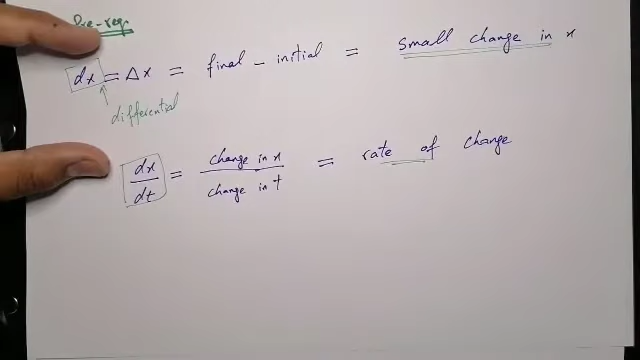 Pre-req
dx = Δx = final - initial = small change in x
differential
dx/dt = change in x / change in t = rate of change